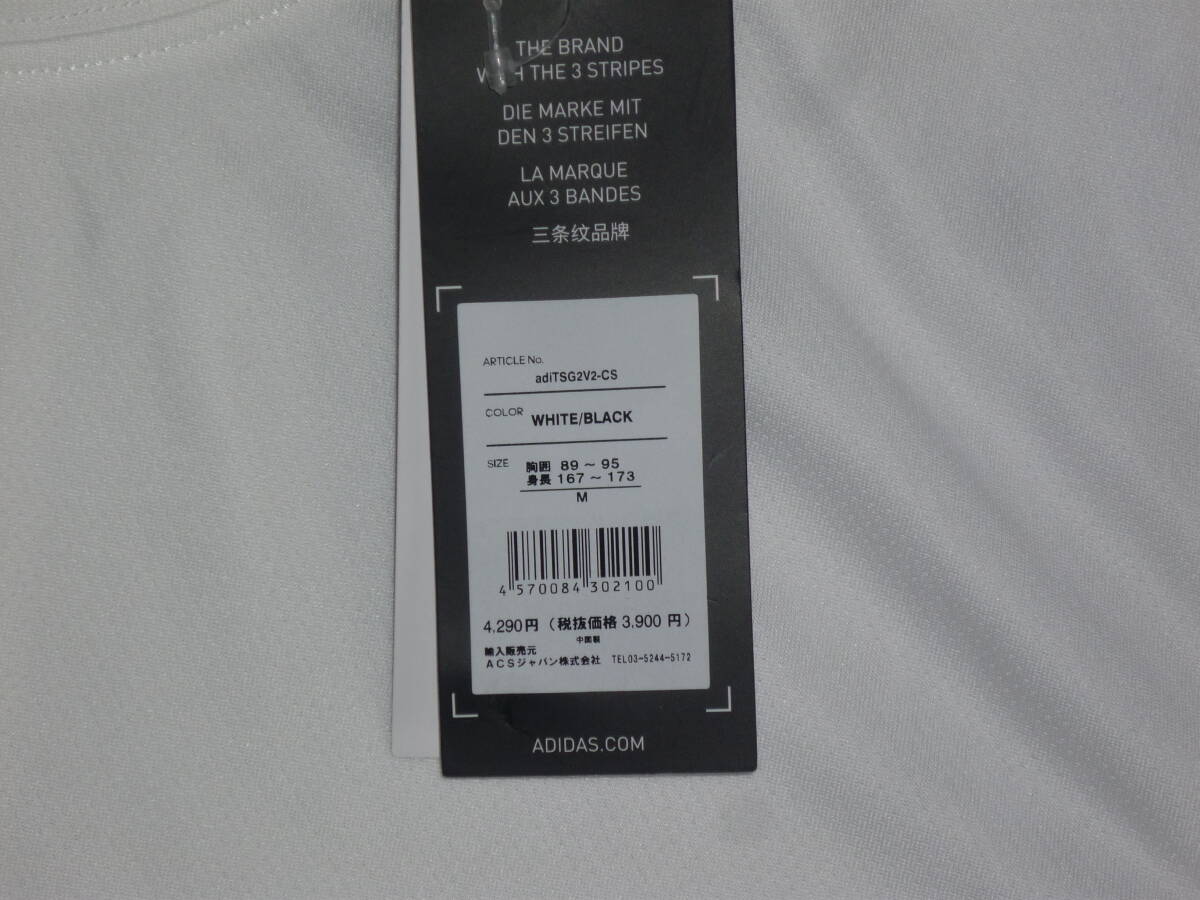 THE BRAND
WITH THE 3 STRIPES
DIE MARKE MIT
DEN 3 STREIFEN
LA MARQUE
AUX 3 BANDES
三条纹品牌
ARTICLE No.
adiTSG2V2-CS
COLOR WHITE/BLACK
SIZE 胸囲 89 ~ 95
身長 167 ~ 173
M
4 570084 302100
4,290円 (税抜価格 3,900 円)
中国製
輸入販売元
ACSジャパン株式会社 TEL03-5244-5172
ADIDAS.COM